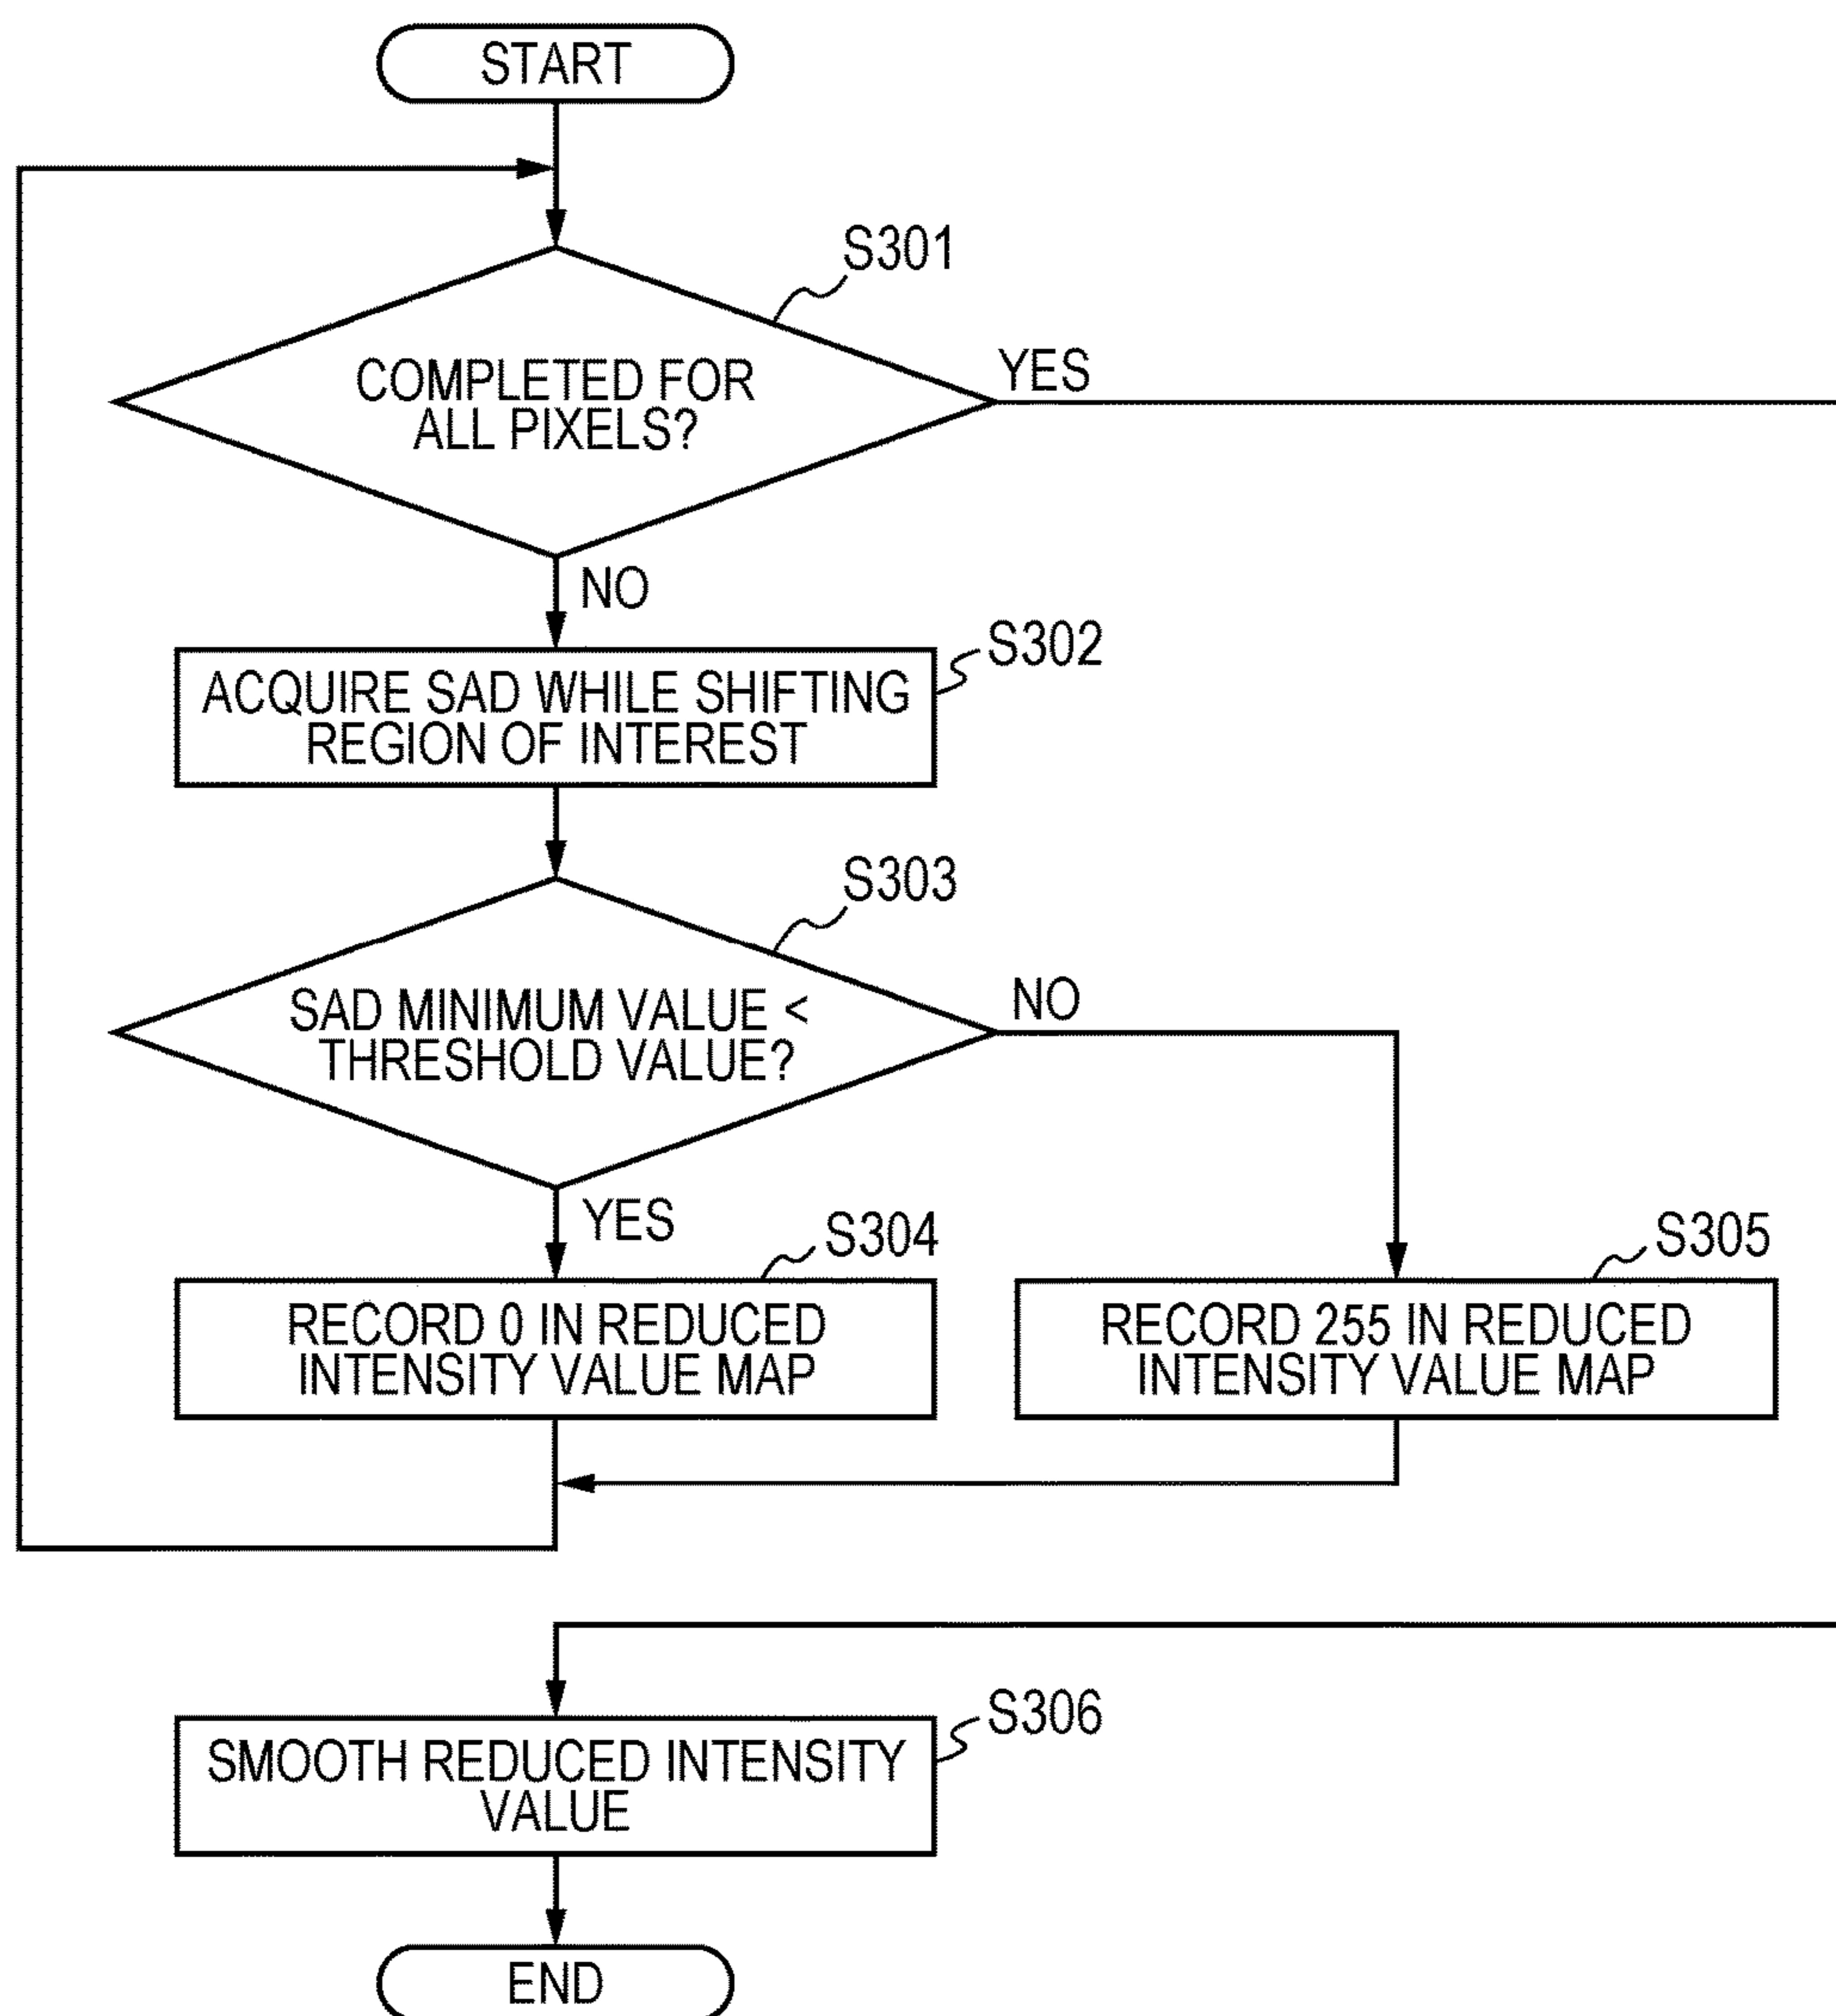 START
S301
COMPLETED FOR
ALL PIXELS?
YES
NO
S302
ACQUIRE SAD WHILE SHIFTING
REGION OF INTEREST
S303
SAD MINIMUM VALUE <
THRESHOLD VALUE?
NO
YES
S304
RECORD 0 IN REDUCED
INTENSITY VALUE MAP
S305
RECORD 255 IN REDUCED
INTENSITY VALUE MAP
S306
SMOOTH REDUCED INTENSITY
VALUE
END